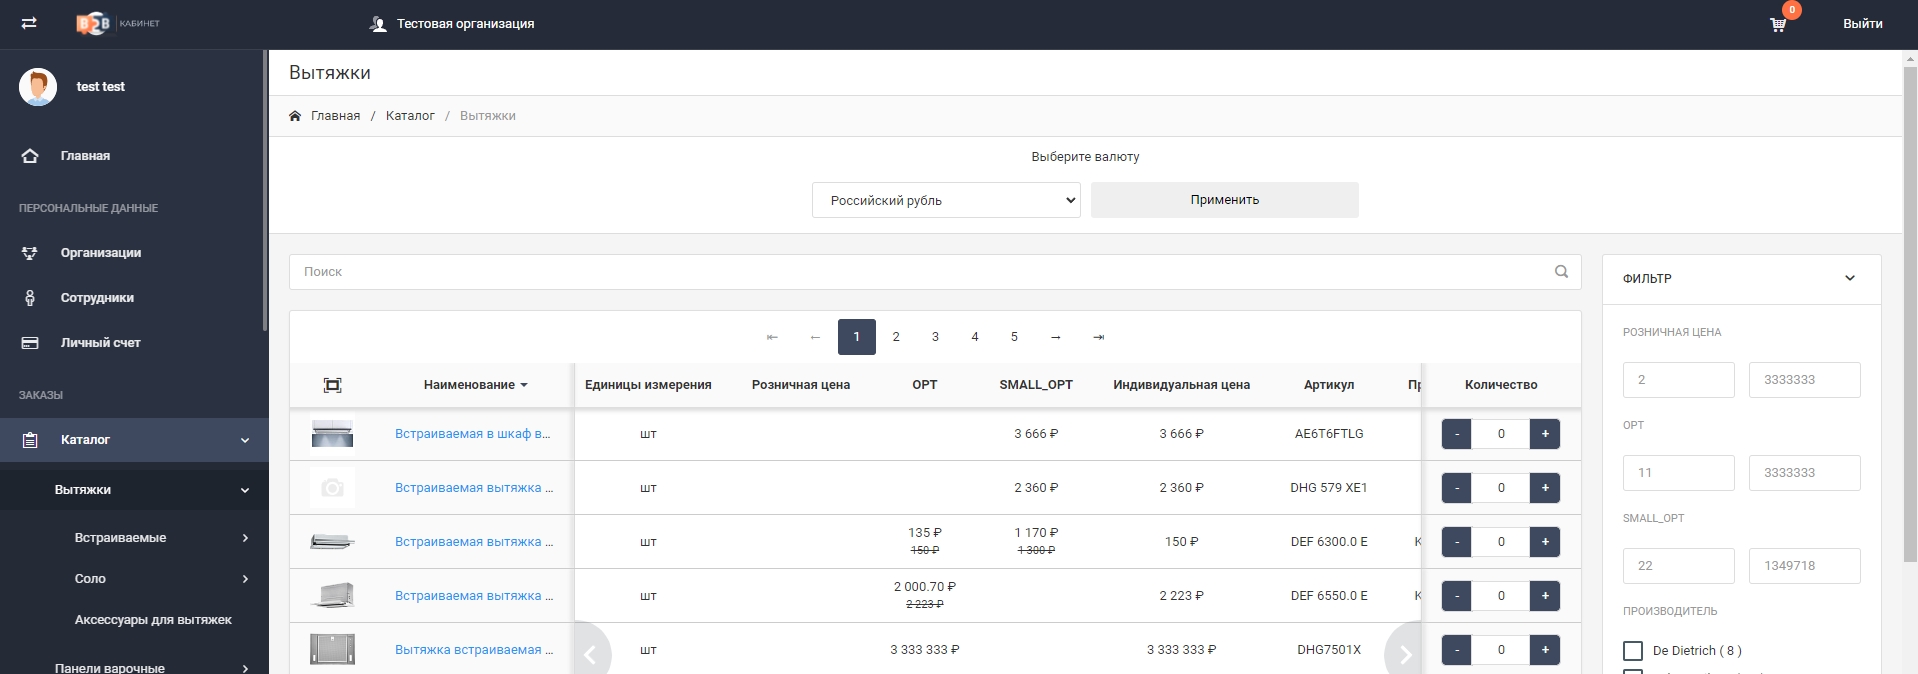 B2B КАБИНЕТ
Тестовая организация
0
Выйти
test test
Главная
ПЕРСОНАЛЬНЫЕ ДАННЫЕ
Организации
Сотрудники
Личный счет
ЗАКАЗЫ
Каталог
Вытяжки
Встраиваемые
Соло
Аксессуары для вытяжек
Панели варочные
Вытяжки
Главная / Каталог / Вытяжки
Выберите валюту
Российский рубль Применить
Поиск
⇤ ← 1 2 3 4 5 → ⇥
Наименование Единицы измерения Розничная цена OPT SMALL_OPT Индивидуальная цена Артикул Количество
Встраиваемая в шкаф в... шт 3 666 ₽ 3 666 ₽ AE6T6FTLG - 0 +
Встраиваемая вытяжка ... шт 2 360 ₽ 2 360 ₽ DHG 579 XE1 - 0 +
Встраиваемая вытяжка ... шт 135 ₽ 1 170 ₽ 150 ₽ DEF 6300.0 E - 0 +
150 ₽ 1 300 ₽
Встраиваемая вытяжка ... шт 2 000.70 ₽ 2 223 ₽ DEF 6550.0 E - 0 +
2 223 ₽
Вытяжка встраиваемая ... шт 3 333 333 ₽ 3 333 333 ₽ DHG7501X - 0 +
ФИЛЬТР
РОЗНИЧНАЯ ЦЕНА
2 3333333
OPT
11 3333333
SMALL_OPT
22 1349718
ПРОИЗВОДИТЕЛЬ
De Dietrich ( 8 )